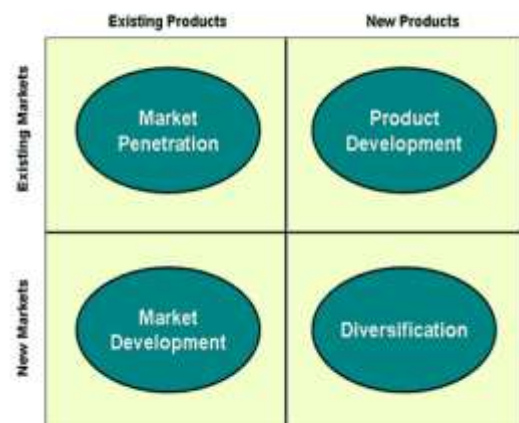 Existing Products
New Products
Existing Markets
Market
Penetration
Product
Development
New Markets
Market
Development
Diversification